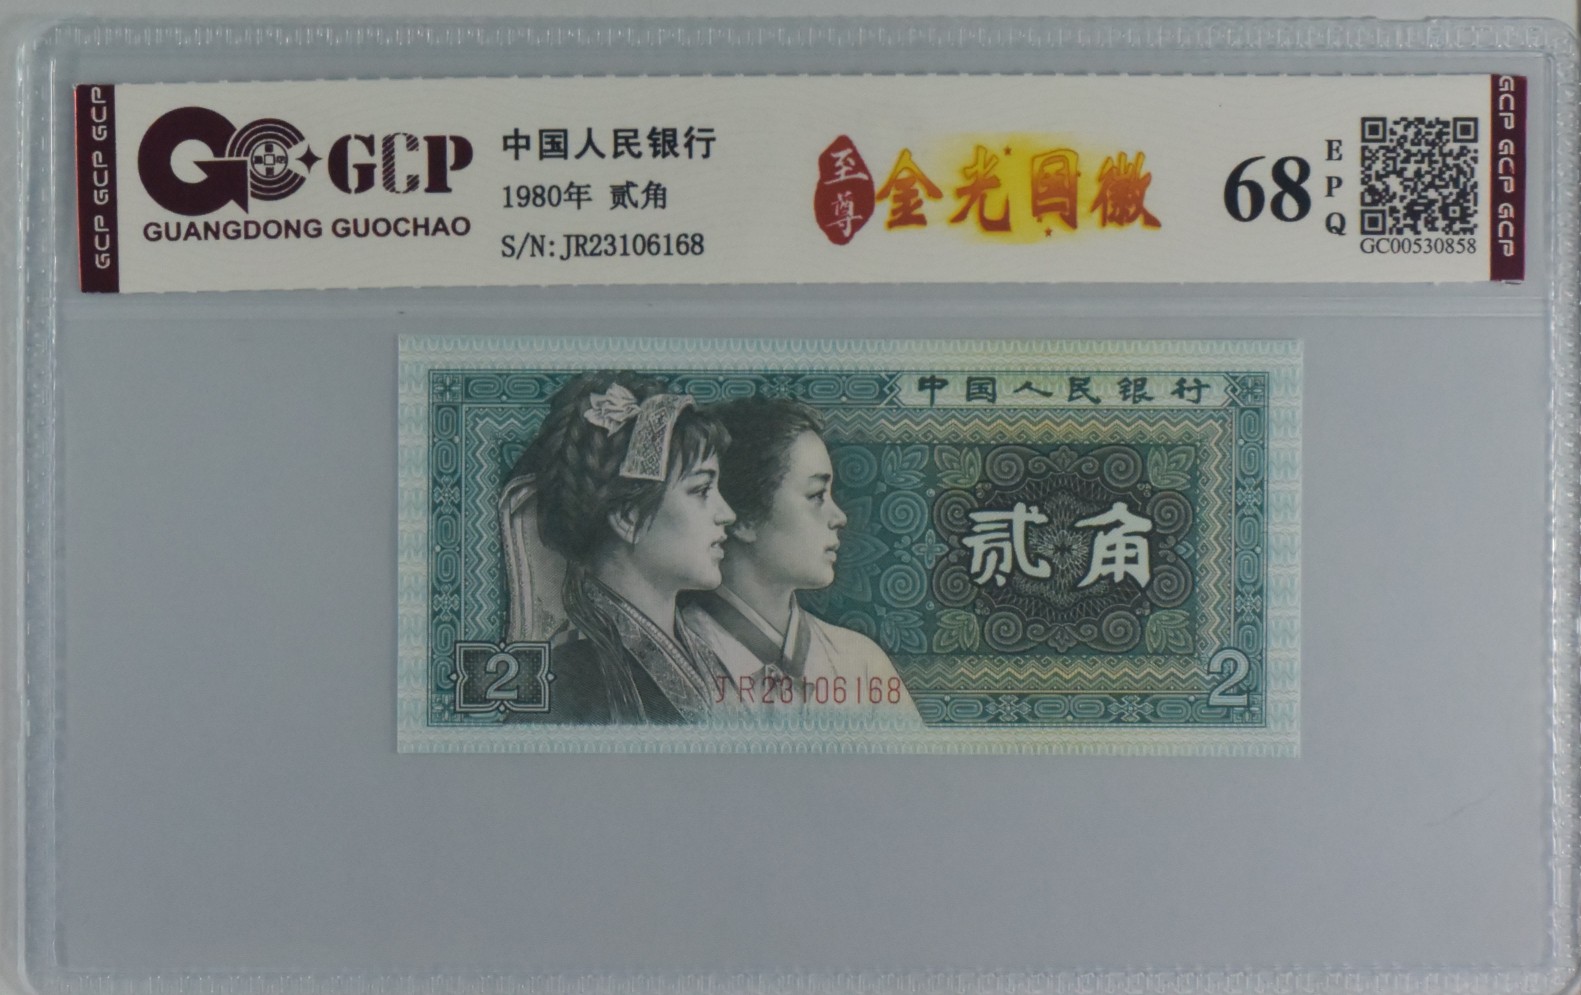 GCP GCP GCP
GCP
GUANGDONG GUOCHAO
中国人民银行
1980年 贰角
S/N:JR23106168
至尊
金光国徽
68
EPQ
GC00530858
GCP GCP GCP
中国人民银行
贰角
2
JR23106168
2